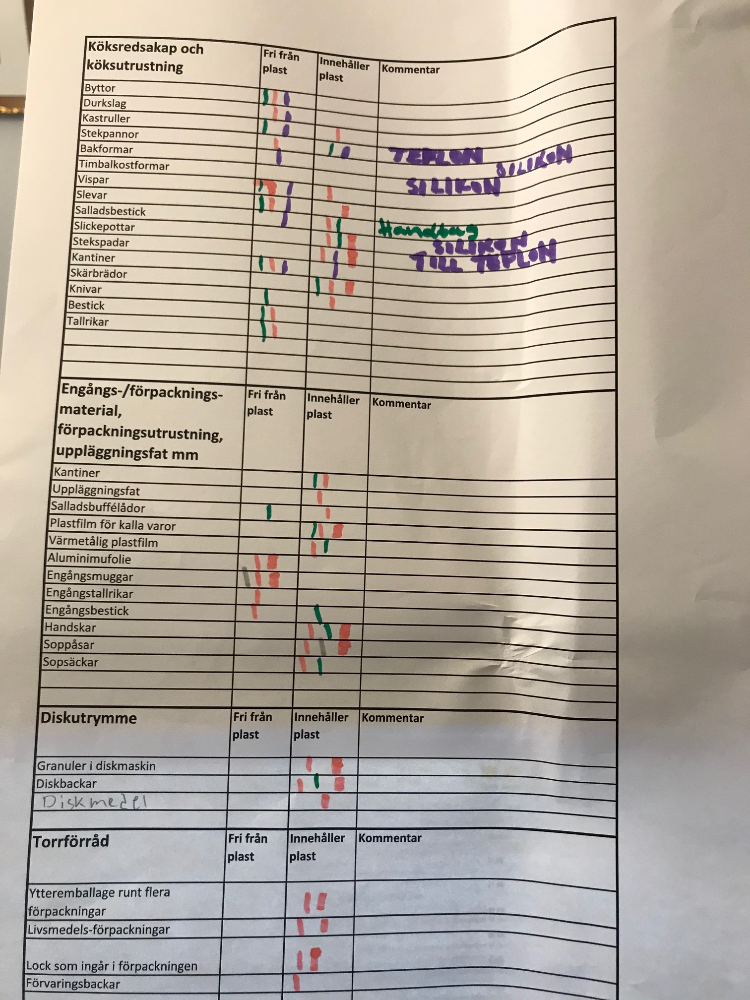 Köksredsakap och
köksutrustning
Fri från
plast
Innehåller
plast
Kommentar
Byttor
Durkslag
Kastruller
Stekpannor
Bakformar TEFLON SILIKON
Timbalkostformar SILIKON
Vispar
Slevar
Salladsbestick
Slickepottar SILIKON
Stekspadar TILL TEFLON
Kantiner
Skärbrädor
Knivar
Bestick
Tallrikar
Engångs-/förpacknings-
material,
förpackningsutrustning,
uppläggningsfat mm
Fri från
plast
Innehåller
plast
Kommentar
Kantiner
Uppläggningsfat
Salladsbuffélådor
Plastfilm för kalla varor
Värmetålig plastfilm
Aluminimufolie
Engångsmuggar
Engångstallrikar
Engångsbestick
Handskar
Soppåsar
Sopsäckar
Diskutrymme
Fri från
plast
Innehåller
plast
Kommentar
Granuler i diskmaskin
Diskbackar
Diskmedel
Torrförråd
Fri från
plast
Innehåller
plast
Kommentar
Ytteremballage runt flera
förpackningar
Livsmedels-förpackningar
Lock som ingår i förpackningen
Förvaringsbackar